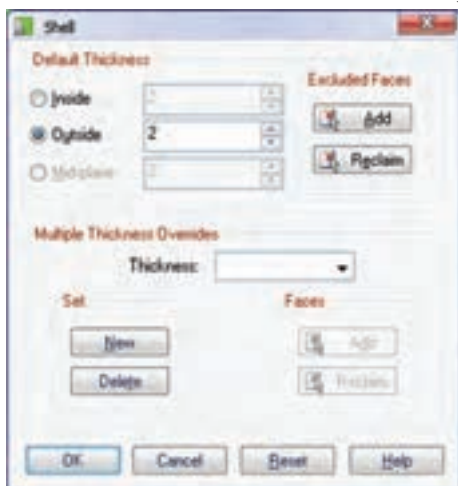 Shell
Default Thickness
Inside
Outside 2
Midplane
Excluded Faces
Add
Reclaim
Multiple Thickness Overrides
Thickness:
Set
New
Delete
Faces
Add
Reclaim
OK Cancel Reset Help